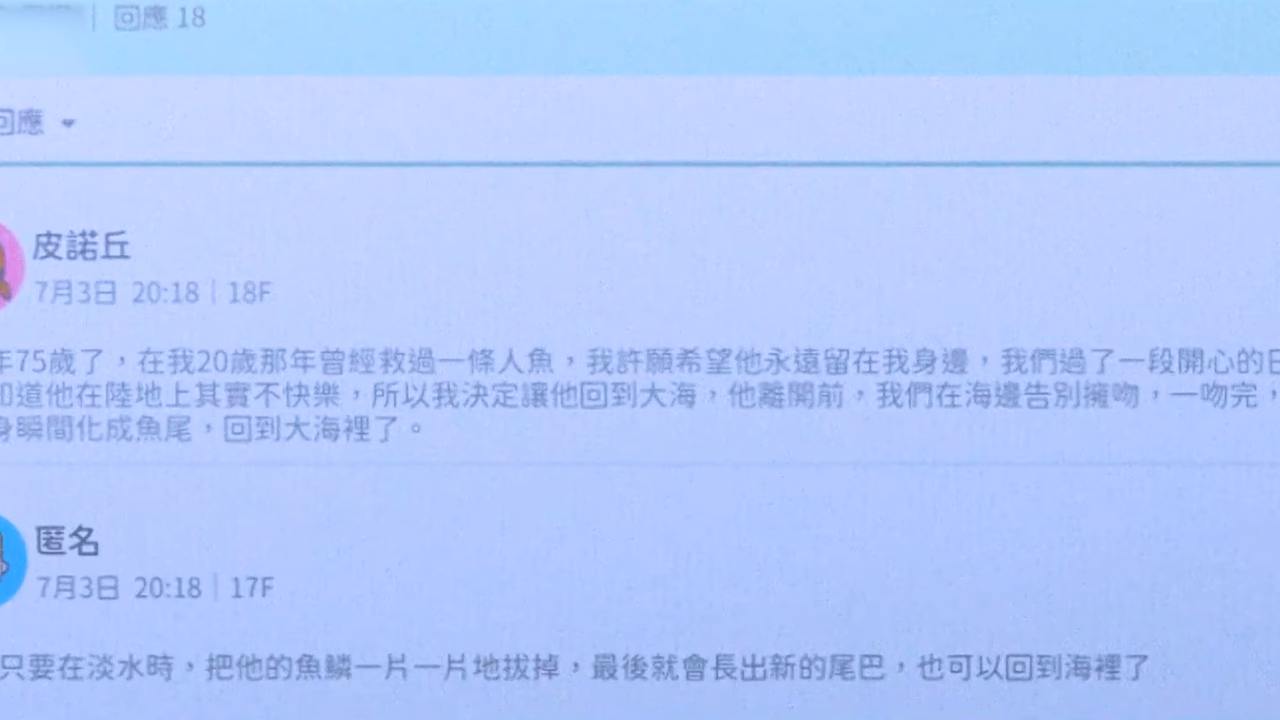 回應 18
回應
皮諾丘
7月3日 20:18 | 18F
年75歲了，在我20歲那年曾經救過一條人魚，我許願希望他永遠留在我身邊，我們過了一段開心的日
知道他在陸地上其實不快樂，所以我決定讓他回到大海，他離開前，我們在海邊告別擁吻，一吻完，
身瞬間化成魚尾，回到大海裡了。
匿名
7月3日 20:18 | 17F
只要在淡水時，把他的魚鱗一片一片地拔掉，最後就會長出新的尾巴，也可以回到海裡了